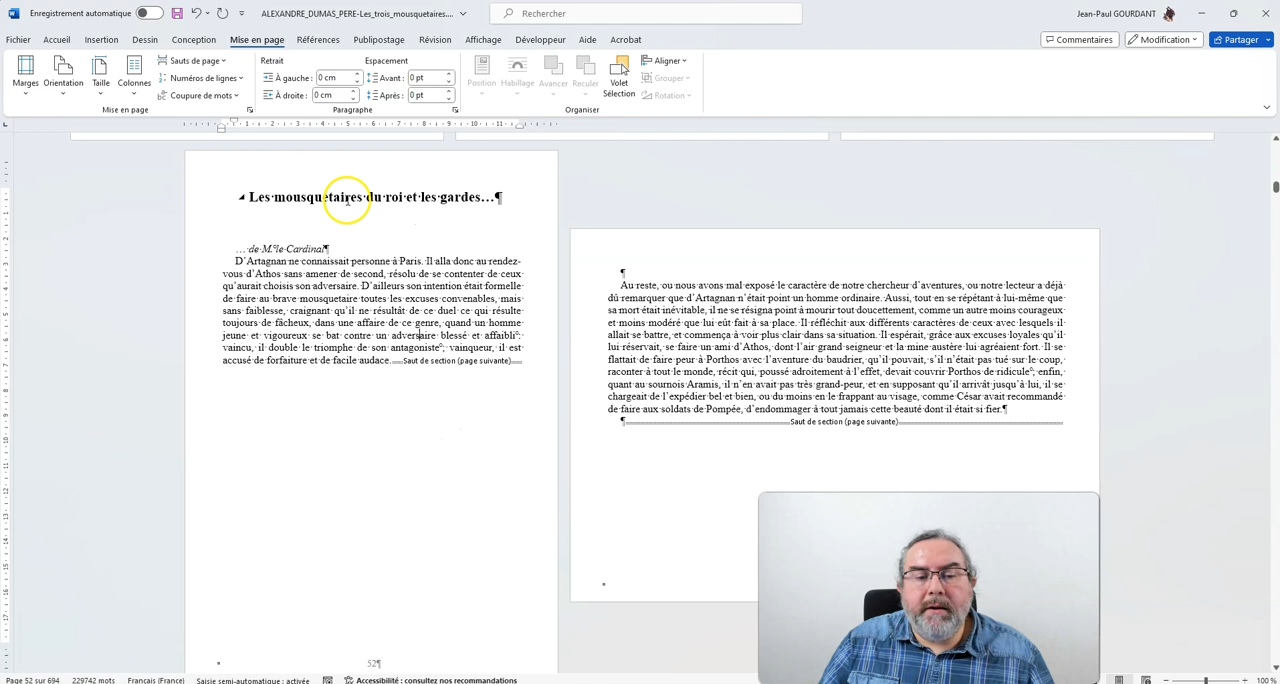 Enregistrement automatique
ALEXANDRE_DUMAS_PERE-Les_trois_mousquetaires....
Rechercher
Jean-Paul GOURDANT
Fichier Accueil Insertion Dessin Conception Mise en page Références Publipostage Révision Affichage Développeur Aide Acrobat
Commentaires Modification Partager
Marges Orientation Taille Colonnes
Sauts de page
Numéros de lignes
Coupure de mots
Mise en page
Retrait Espacement
À gauche : 0 cm Avant : 0 pt
À droite : 0 cm Après : 0 pt
Paragraphe
Position Habillage Avancer Reculer Volet Sélection
Aligner
Grouper
Rotation
Organiser
1 2 3 4 5 6 7 8 9 10 11
Les·mousquetaires·du·roi·et·les·gardes…¶
…·de·M.°le·Cardinal¶
D’Artagnan·ne·connaissait·personne·à·Paris.·Il·alla·donc·au·rendez-
vous·d’Athos·sans·amener·de·second,·résolu·de·se·contenter·de·ceux·
qu’aurait·choisis·son·adversaire.·D’ailleurs·son·intention·était·formelle·
de·faire·au·brave·mousquetaire·toutes·les·excuses·convenables,·mais·
sans·faiblesse,·craignant·qu’il·ne·résultât·de·ce·duel·ce·qui·résulte·
toujours·de·fâcheux,·dans·une·affaire·de·ce·genre,·quand·un·homme·
jeune·et·vigoureux·se·bat·contre·un·adversaire·blessé·et·affaibli°:·
vaincu,·il·double·le·triomphe·de·son·antagoniste°;·vainqueur,·il·est·
accusé·de·forfaiture·et·de·facile·audace.
Saut de section (page suivante)
52¶
¶
Au·reste,·ou·nous·avons·mal·exposé·le·caractère·de·notre·chercheur·d’aventures,·ou·notre·lecteur·a·déjà·
dû·remarquer·que·d’Artagnan·n’était·point·un·homme·ordinaire.·Aussi,·tout·en·se·répétant·à·lui-même·que·
sa·mort·était·inévitable,·il·ne·se·résigna·point·à·mourir·tout·doucettement,·comme·un·autre·moins·courageux·
et·moins·modéré·que·lui·eût·fait·à·sa·place.·Il·réfléchit·aux·différents·caractères·de·ceux·avec·lesquels·il·
allait·se·battre,·et·commença·à·voir·plus·clair·dans·sa·situation.·Il·espérait,·grâce·aux·excuses·loyales·qu’il·
lui·réservait,·se·faire·un·ami·d’Athos,·dont·l’air·grand·seigneur·et·la·mine·austère·lui·agréaient·fort.·Il·se·
flattait·de·faire·peur·à·Porthos·avec·l’aventure·du·baudrier,·qu’il·pouvait,·s’il·n’était·pas·tué·sur·le·coup,·
raconter·à·tout·le·monde,·récit·qui,·poussé·adroitement·à·l’effet,·devait·couvrir·Porthos·de·ridicule°;·enfin,·
quant·au·sournois·Aramis,·il·n’en·avait·pas·très·grand-peur,·et·en·supposant·qu’il·arrivât·jusqu’à·lui,·il·se·
chargeait·de·l’expédier·bel·et·bien,·ou·du·moins·en·le·frappant·au·visage,·comme·César·avait·recommandé·
de·faire·aux·soldats·de·Pompée,·d’endommager·à·tout·jamais·cette·beauté·dont·il·était·si·fier.¶
¶ Saut de section (page suivante)
Page 52 sur 694 229742 mots Français (France) Saisie semi-automatique : activée Accessibilité : consultez nos recommandations 100 %